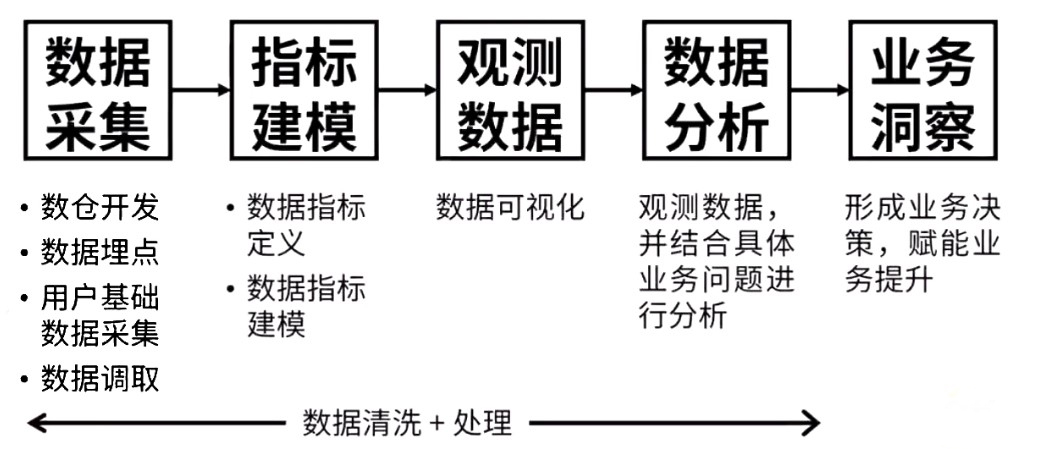 数据
采集
指标
建模
观测
数据
数据
分析
业务
洞察
• 数仓开发
• 数据埋点
• 用户基础
数据采集
• 数据调取
• 数据指标
定义
• 数据指标
建模
数据可视化
观测数据，
并结合具体
业务问题进
行分析
形成业务决
策，赋能业
务提升
数据清洗 + 处理